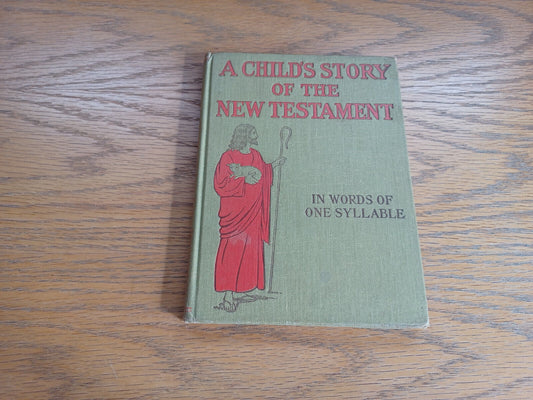 A CHILD'S STORY
OF THE
NEW TESTAMENT
IN WORDS OF
ONE SYLLABLE